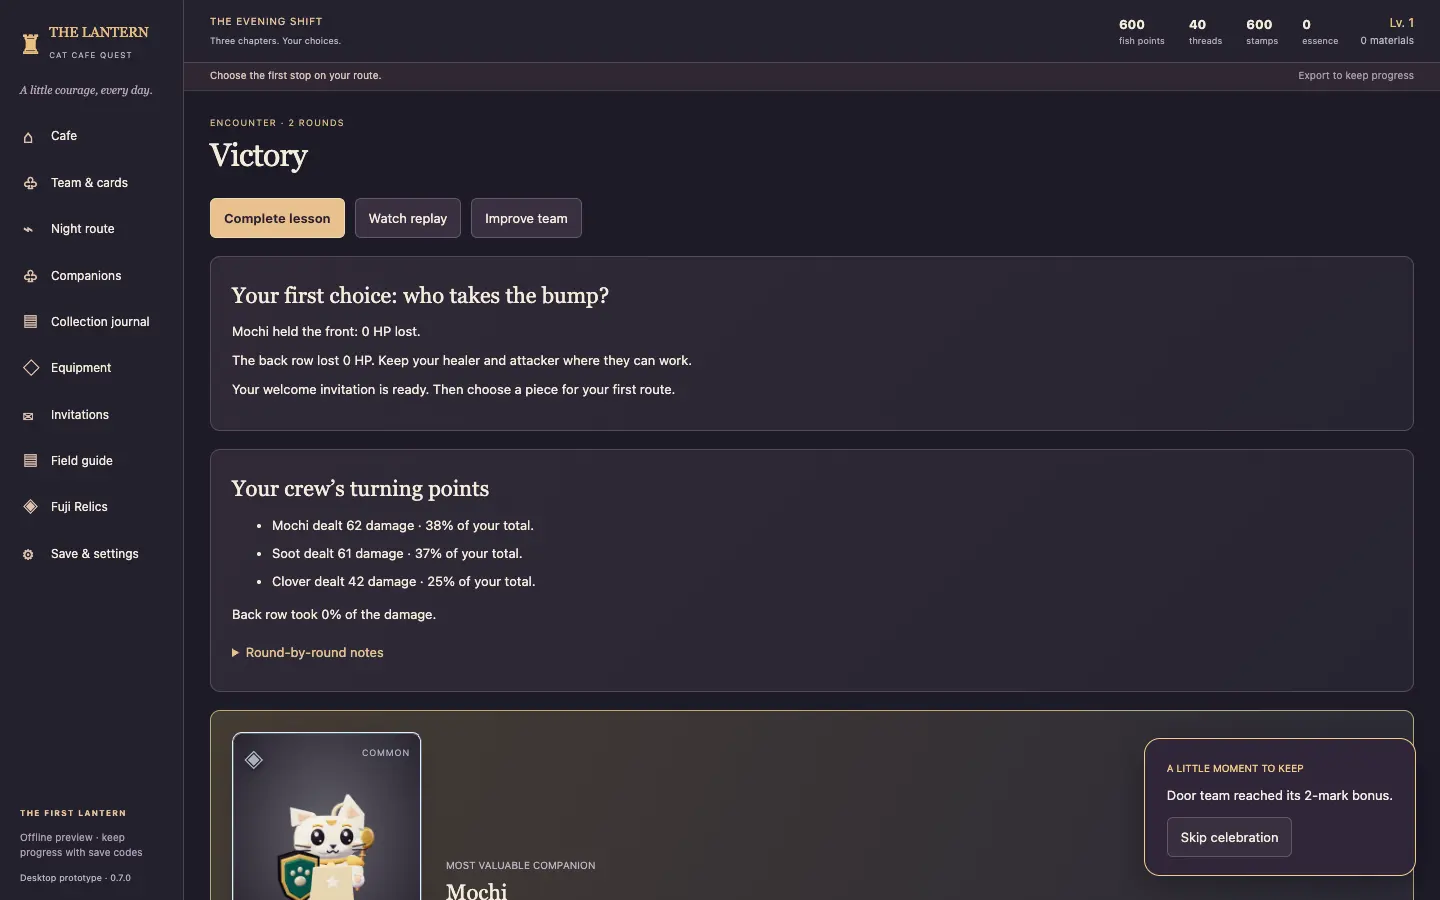 THE LANTERN
CAT CAFE QUEST
A little courage, every day.
Cafe
Team & cards
Night route
Companions
Collection journal
Equipment
Invitations
Field guide
Fuji Relics
Save & settings
THE FIRST LANTERN
Offline preview · keep
progress with save codes
Desktop prototype · 0.7.0
THE EVENING SHIFT
Three chapters. Your choices.
600
fish points
40
threads
600
stamps
0
essence
Lv. 1
0 materials
Choose the first stop on your route.
Export to keep progress
ENCOUNTER · 2 ROUNDS
Victory
Complete lesson
Watch replay
Improve team
Your first choice: who takes the bump?
Mochi held the front: 0 HP lost.
The back row lost 0 HP. Keep your healer and attacker where they can work.
Your welcome invitation is ready. Then choose a piece for your first route.
Your crew’s turning points
• Mochi dealt 62 damage · 38% of your total.
• Soot dealt 61 damage · 37% of your total.
• Clover dealt 42 damage · 25% of your total.
Back row took 0% of the damage.
Round-by-round notes
COMMON
MOST VALUABLE COMPANION
Mochi
A LITTLE MOMENT TO KEEP
Door team reached its 2-mark bonus.
Skip celebration